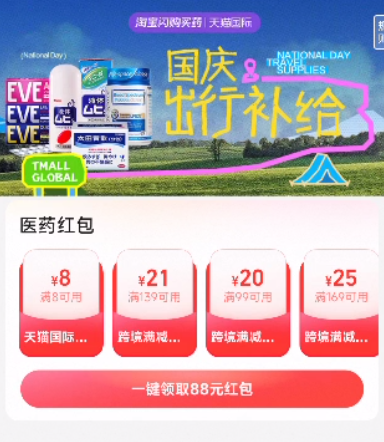 淘宝闪购买药 | 天猫国际
(National Day)
国庆
出行补给
NATIONAL DAY
TRAVEL
SUPPLIES
EVE
EVE
EVE
TMALL
GLOBAL
医药红包
¥8
满8可用
天猫国际...
¥21
满139可用
跨境满减...
¥20
满99可用
跨境满减...
¥25
满169可用
跨境满减...
一键领取88元红包